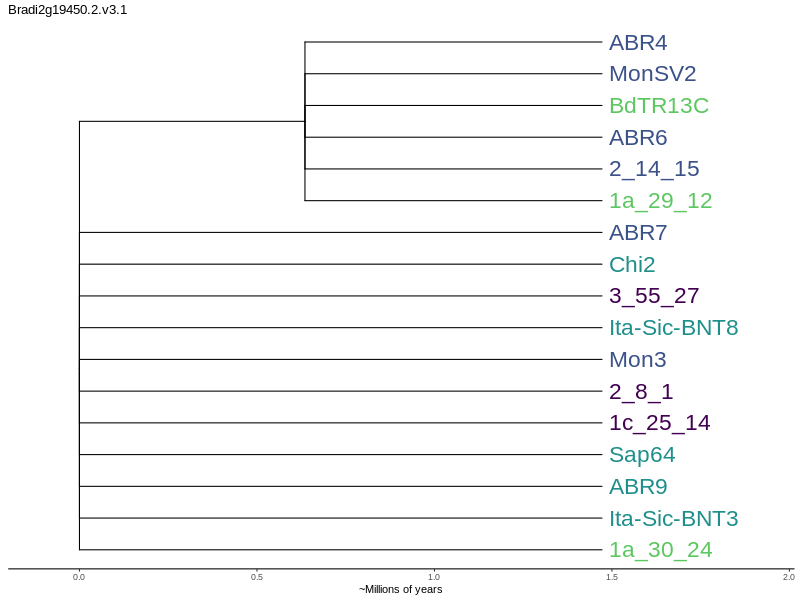 Bradi2g19450.2.v3.1
ABR4
MonSV2
BdTR13C
ABR6
2_14_15
1a_29_12
ABR7
Chi2
3_55_27
Ita-Sic-BNT8
Mon3
2_8_1
1c_25_14
Sap64
ABR9
Ita-Sic-BNT3
1a_30_24
0.0 0.5 1.0 1.5 2.0
~Millions of years